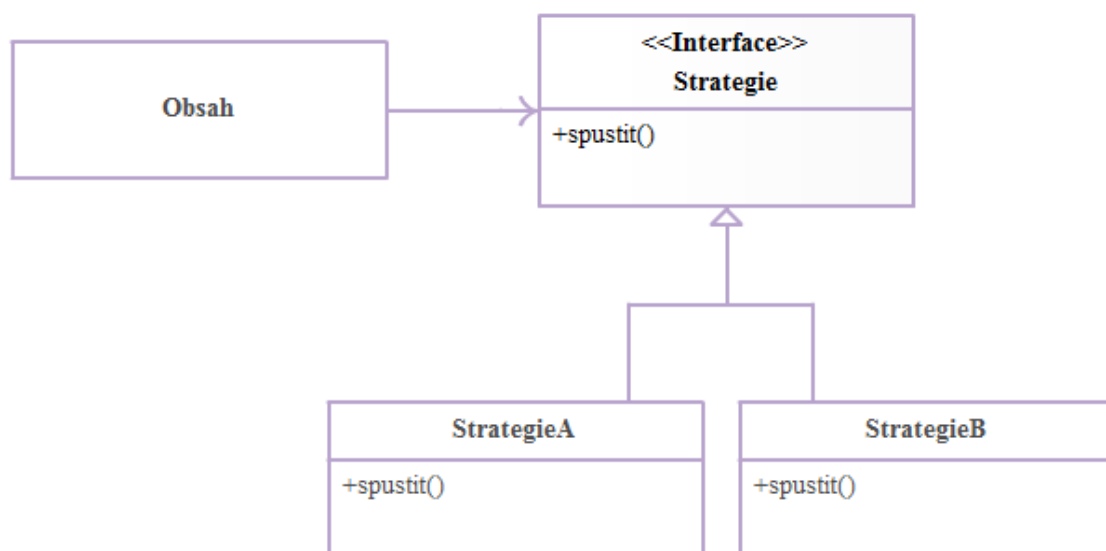 Obsah
<<Interface>>
Strategie
+spustit()
StrategieA
+spustit()
StrategieB
+spustit()